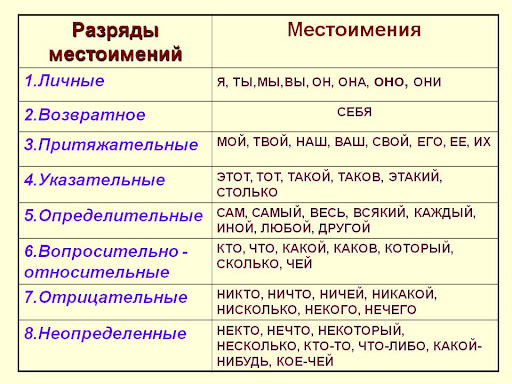 Разряды местоимений
Местоимения
1.Личные
Я, ТЫ,МЫ,ВЫ, ОН, ОНА, ОНО, ОНИ
2.Возвратное
СЕБЯ
3.Притяжательные
МОЙ, ТВОЙ, НАШ, ВАШ, СВОЙ, ЕГО, ЕЕ, ИХ
4.Указательные
ЭТОТ, ТОТ, ТАКОЙ, ТАКОВ, ЭТАКИЙ,
СТОЛЬКО
5.Определительные
САМ, САМЫЙ, ВЕСЬ, ВСЯКИЙ, КАЖДЫЙ,
ИНОЙ, ЛЮБОЙ, ДРУГОЙ
6.Вопросительно -
относительные
КТО, ЧТО, КАКОЙ, КАКОВ, КОТОРЫЙ,
СКОЛЬКО, ЧЕЙ
7.Отрицательные
НИКТО, НИЧТО, НИЧЕЙ, НИКАКОЙ,
НИСКОЛЬКО, НЕКОГО, НЕЧЕГО
8.Неопределенные
НЕКТО, НЕЧТО, НЕКОТОРЫЙ,
НЕСКОЛЬКО, КТО-ТО, ЧТО-ЛИБО, КАКОЙ-
НИБУДЬ, КОЕ-ЧЕЙ